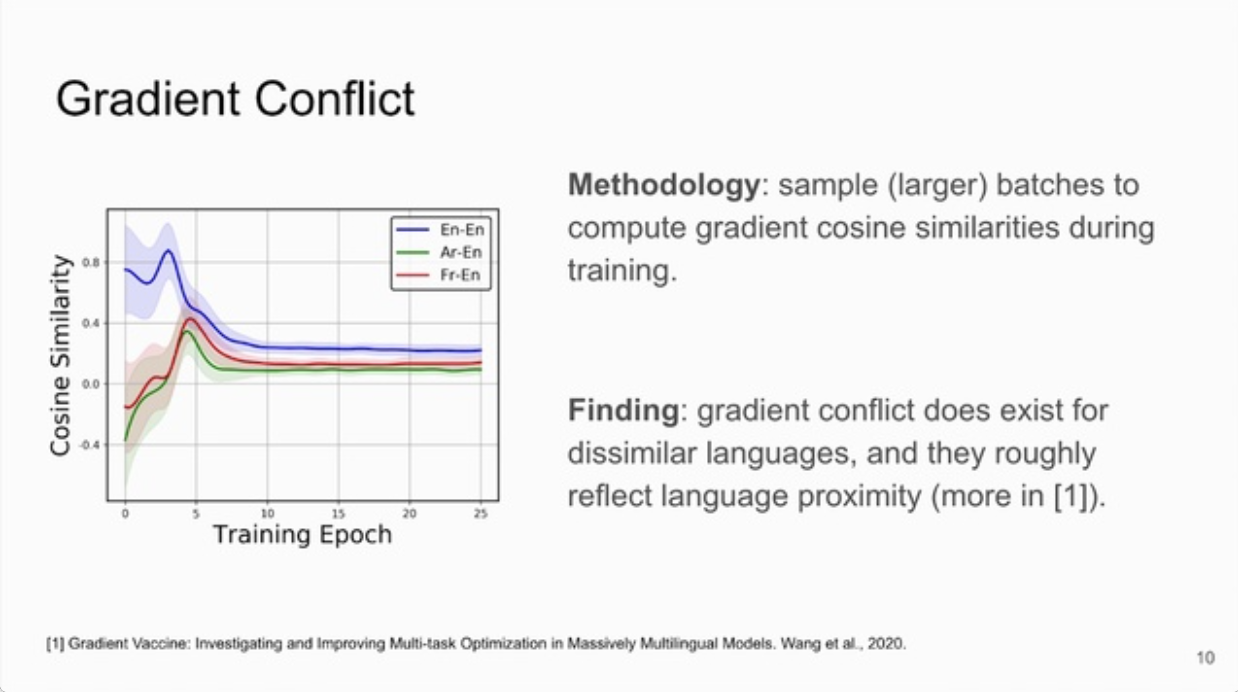 Gradient Conflict
Methodology: sample (larger) batches to
compute gradient cosine similarities during
training.
Cosine Similarity
0.8
0.4
0.0
-0.4
0
5
10
15
20
25
Training Epoch
En-En
Ar-En
Fr-En
Finding: gradient conflict does exist for
dissimilar languages, and they roughly
reflect language proximity (more in [1]).
[1] Gradient Vaccine: Investigating and Improving Multi-task Optimization in Massively Multilingual Models. Wang et al., 2020.
10